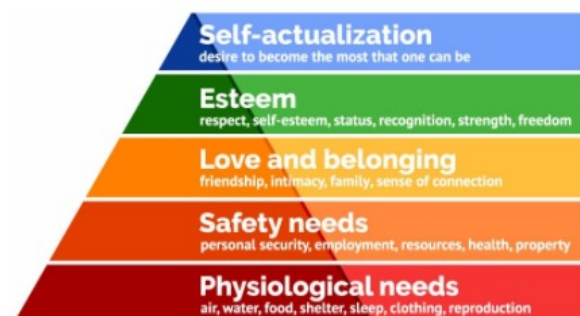 Self-actualization
desire to become the most that one can be
Esteem
respect, self-esteem, status, recognition, strength, freedom
Love and belonging
friendship, intimacy, family, sense of connection
Safety needs
personal security, employment, resources, health, property
Physiological needs
air, water, food, shelter, sleep, clothing, reproduction